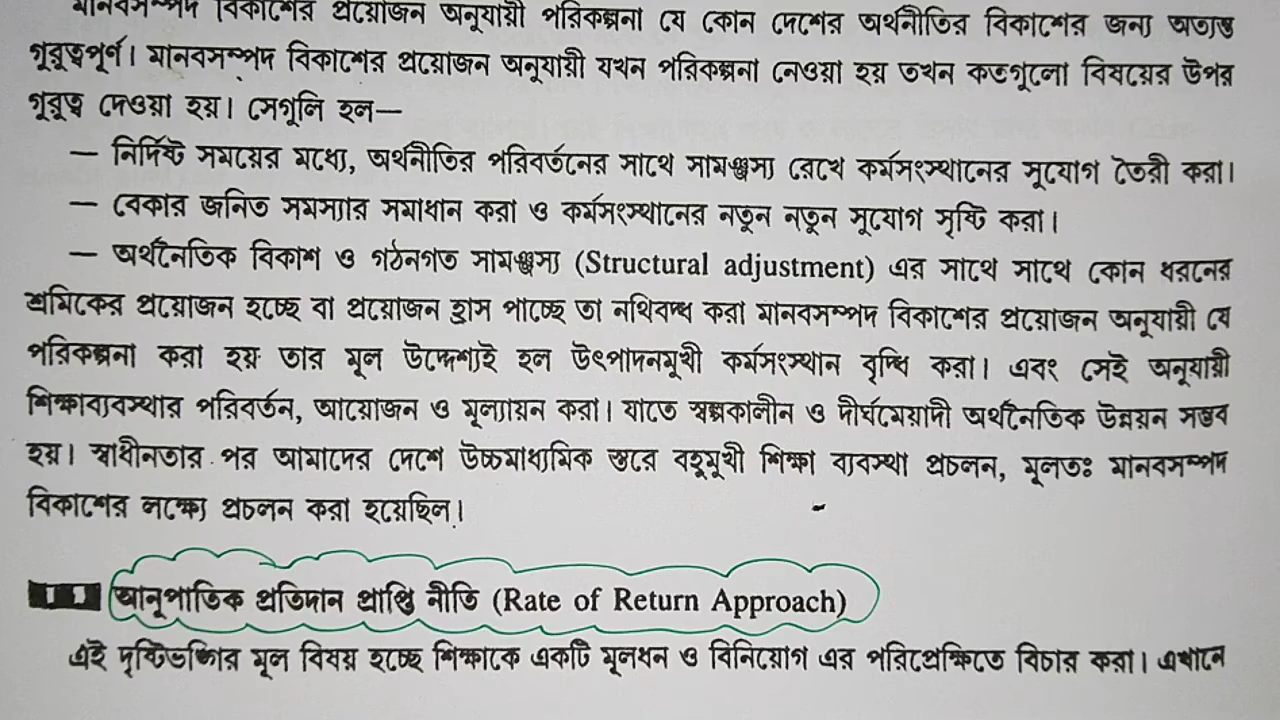 মানবসম্পদ বিকাশের প্রয়োজন অনুযায়ী পরিকল্পনা যে কোন দেশের অর্থনীতির বিকাশের জন্য অত্যন্ত
গুরুত্বপূর্ণ। মানবসম্পদ বিকাশের প্রয়োজন অনুযায়ী যখন পরিকল্পনা নেওয়া হয় তখন কতগুলো বিষয়ের উপর
গুরুত্ব দেওয়া হয়। সেগুলি হল—
— নির্দিষ্ট সময়ের মধ্যে, অর্থনীতির পরিবর্তনের সাথে সামঞ্জস্য রেখে কর্মসংস্থানের সুযোগ তৈরী করা।
— বেকার জনিত সমস্যার সমাধান করা ও কর্মসংস্থানের নতুন নতুন সুযোগ সৃষ্টি করা।
— অর্থনৈতিক বিকাশ ও গঠনগত সামঞ্জস্য (Structural adjustment) এর সাথে সাথে কোন ধরনের
শ্রমিকের প্রয়োজন হচ্ছে বা প্রয়োজন হ্রাস পাচ্ছে তা নথিবদ্ধ করা মানবসম্পদ বিকাশের প্রয়োজন অনুযায়ী যে
পরিকল্পনা করা হয় তার মূল উদ্দেশ্যই হল উৎপাদনমুখী কর্মসংস্থান বৃদ্ধি করা। এবং সেই অনুযায়ী
শিক্ষাব্যবস্থার পরিবর্তন, আয়োজন ও মূল্যায়ন করা। যাতে স্বল্পকালীন ও দীর্ঘমেয়াদী অর্থনৈতিক উন্নয়ন সম্ভব
হয়। স্বাধীনতার পর আমাদের দেশে উচ্চমাধ্যমিক স্তরে বহুমুখী শিক্ষা ব্যবস্থা প্রচলন, মূলতঃ মানবসম্পদ
বিকাশের লক্ষ্যে প্রচলন করা হয়েছিল।
আনুপাতিক প্রতিদান প্রাপ্তি নীতি (Rate of Return Approach)
এই দৃষ্টিভঙ্গির মূল বিষয় হচ্ছে শিক্ষাকে একটি মূলধন ও বিনিয়োগ এর পরিপ্রেক্ষিতে বিচার করা। এখানে